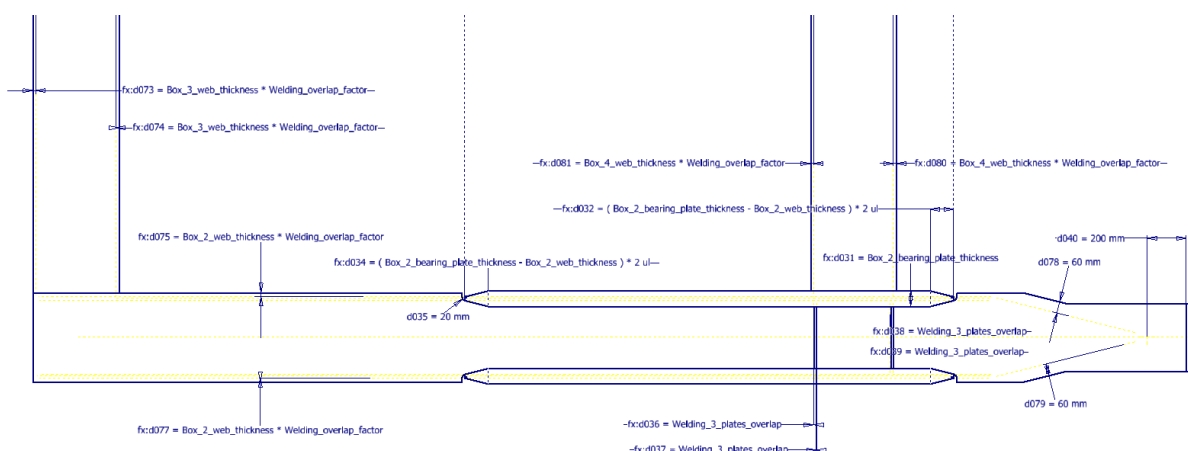 fx:d073 = Box_3_web_thickness * Welding_overlap_factor
fx:d074 = Box_3_web_thickness * Welding_overlap_factor
fx:d081 = Box_4_web_thickness * Welding_overlap_factor
fx:d080 = Box_4_web_thickness * Welding_overlap_factor
fx:d032 = ( Box_2_bearing_plate_thickness - Box_2_web_thickness ) * 2 ul
fx:d075 = Box_2_web_thickness * Welding_overlap_factor
d040 = 200 mm
fx:d034 = ( Box_2_bearing_plate_thickness - Box_2_web_thickness ) * 2 ul
fx:d031 = Box_2_bearing_plate_thickness
d078 = 60 mm
d035 = 20 mm
fx:d038 = Welding_3_plates_overlap
fx:d039 = Welding_3_plates_overlap
d079 = 60 mm
fx:d036 = Welding_3_plates_overlap
fx:d077 = Box_2_web_thickness * Welding_overlap_factor
fx:d037 = Welding_3_plates_overlap